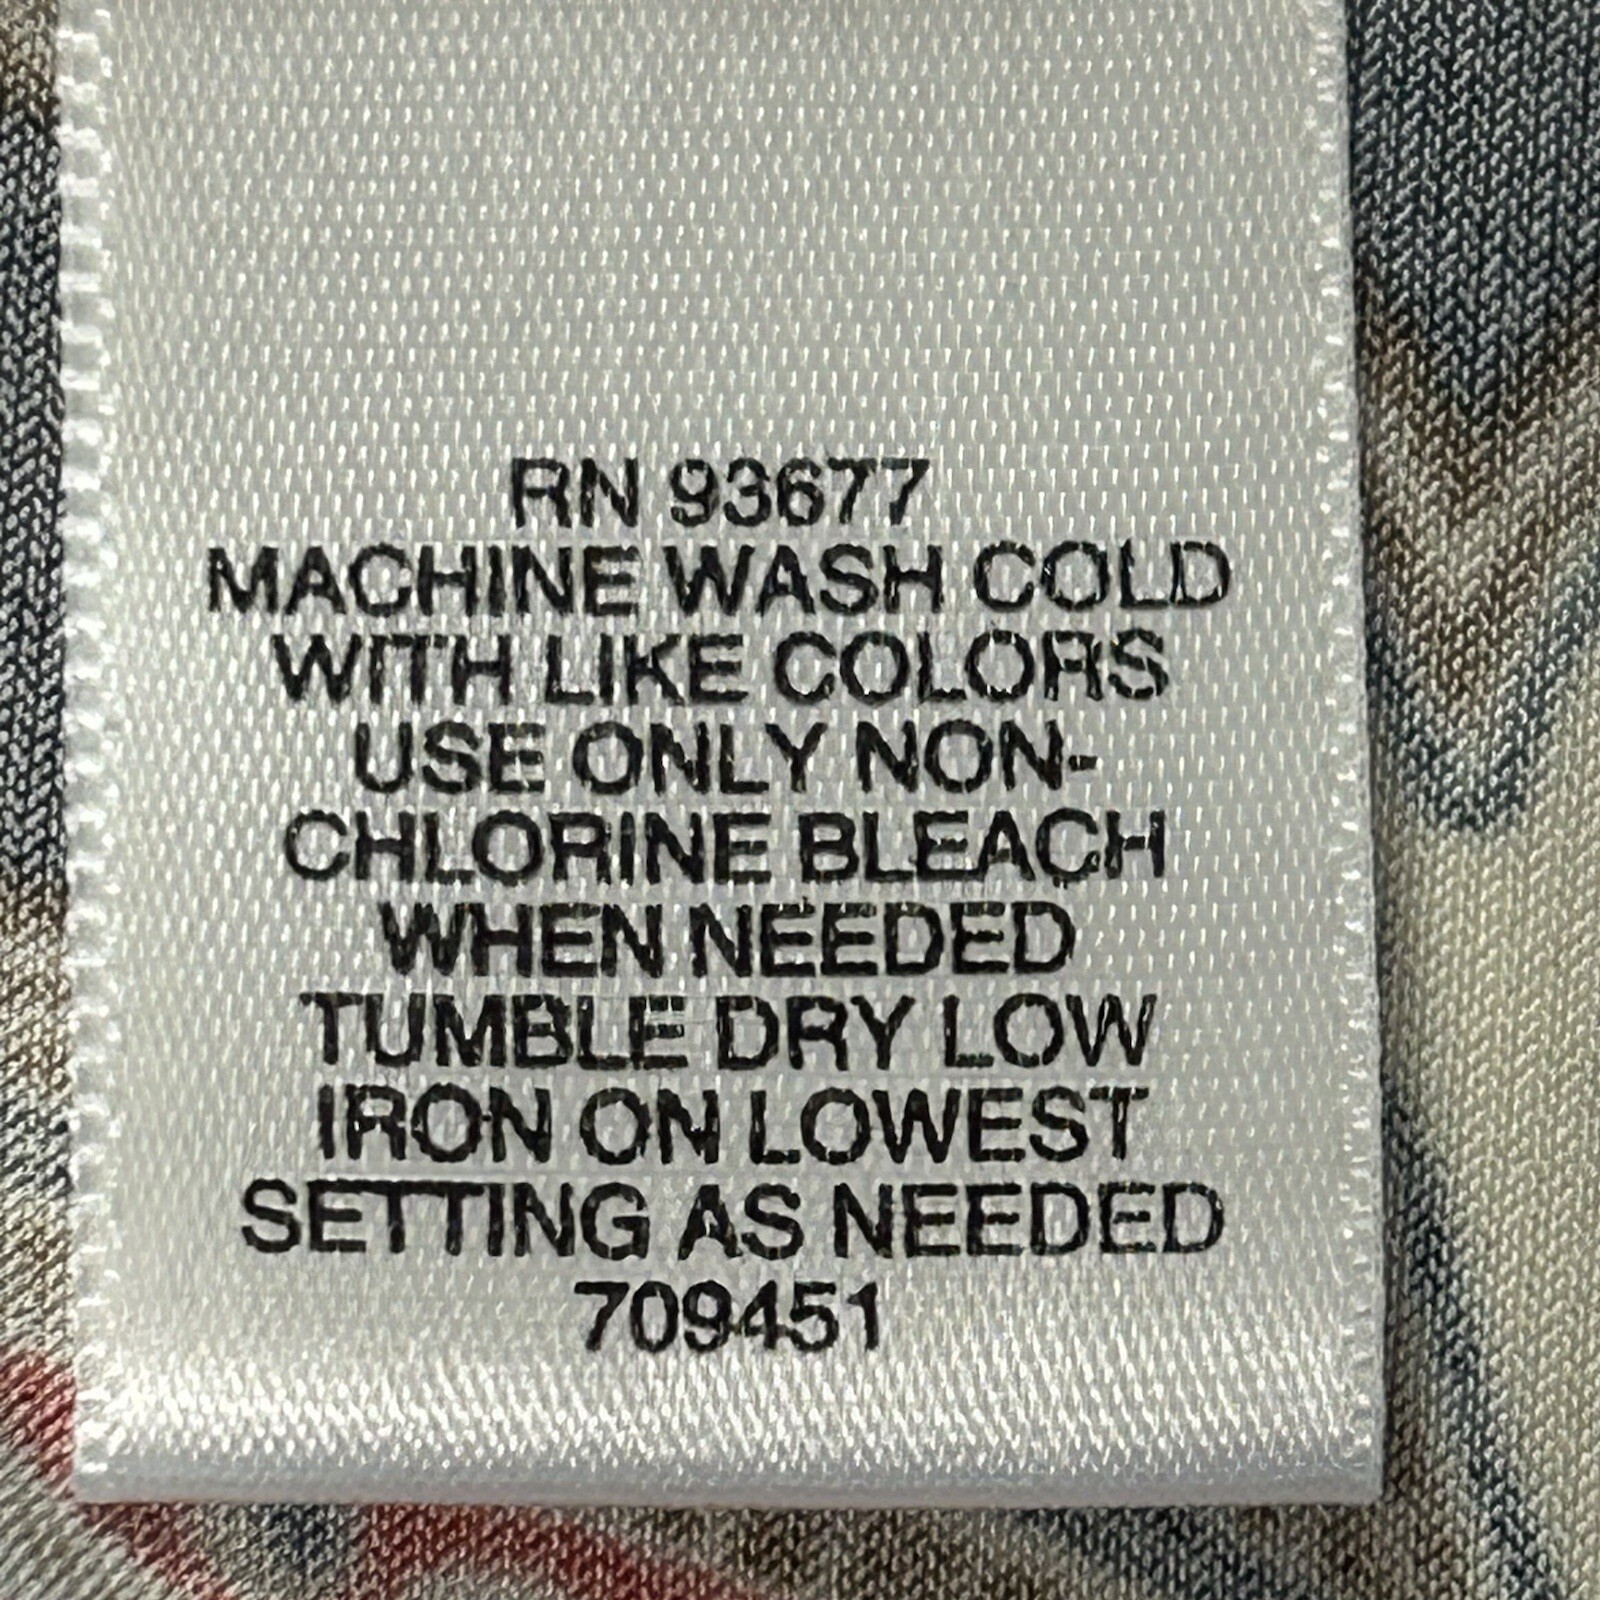 RN 93677
MACHINE WASH COLD
WITH LIKE COLORS
USE ONLY NON-
CHLORINE BLEACH
WHEN NEEDED
TUMBLE DRY LOW
IRON ON LOWEST
SETTING AS NEEDED
709451